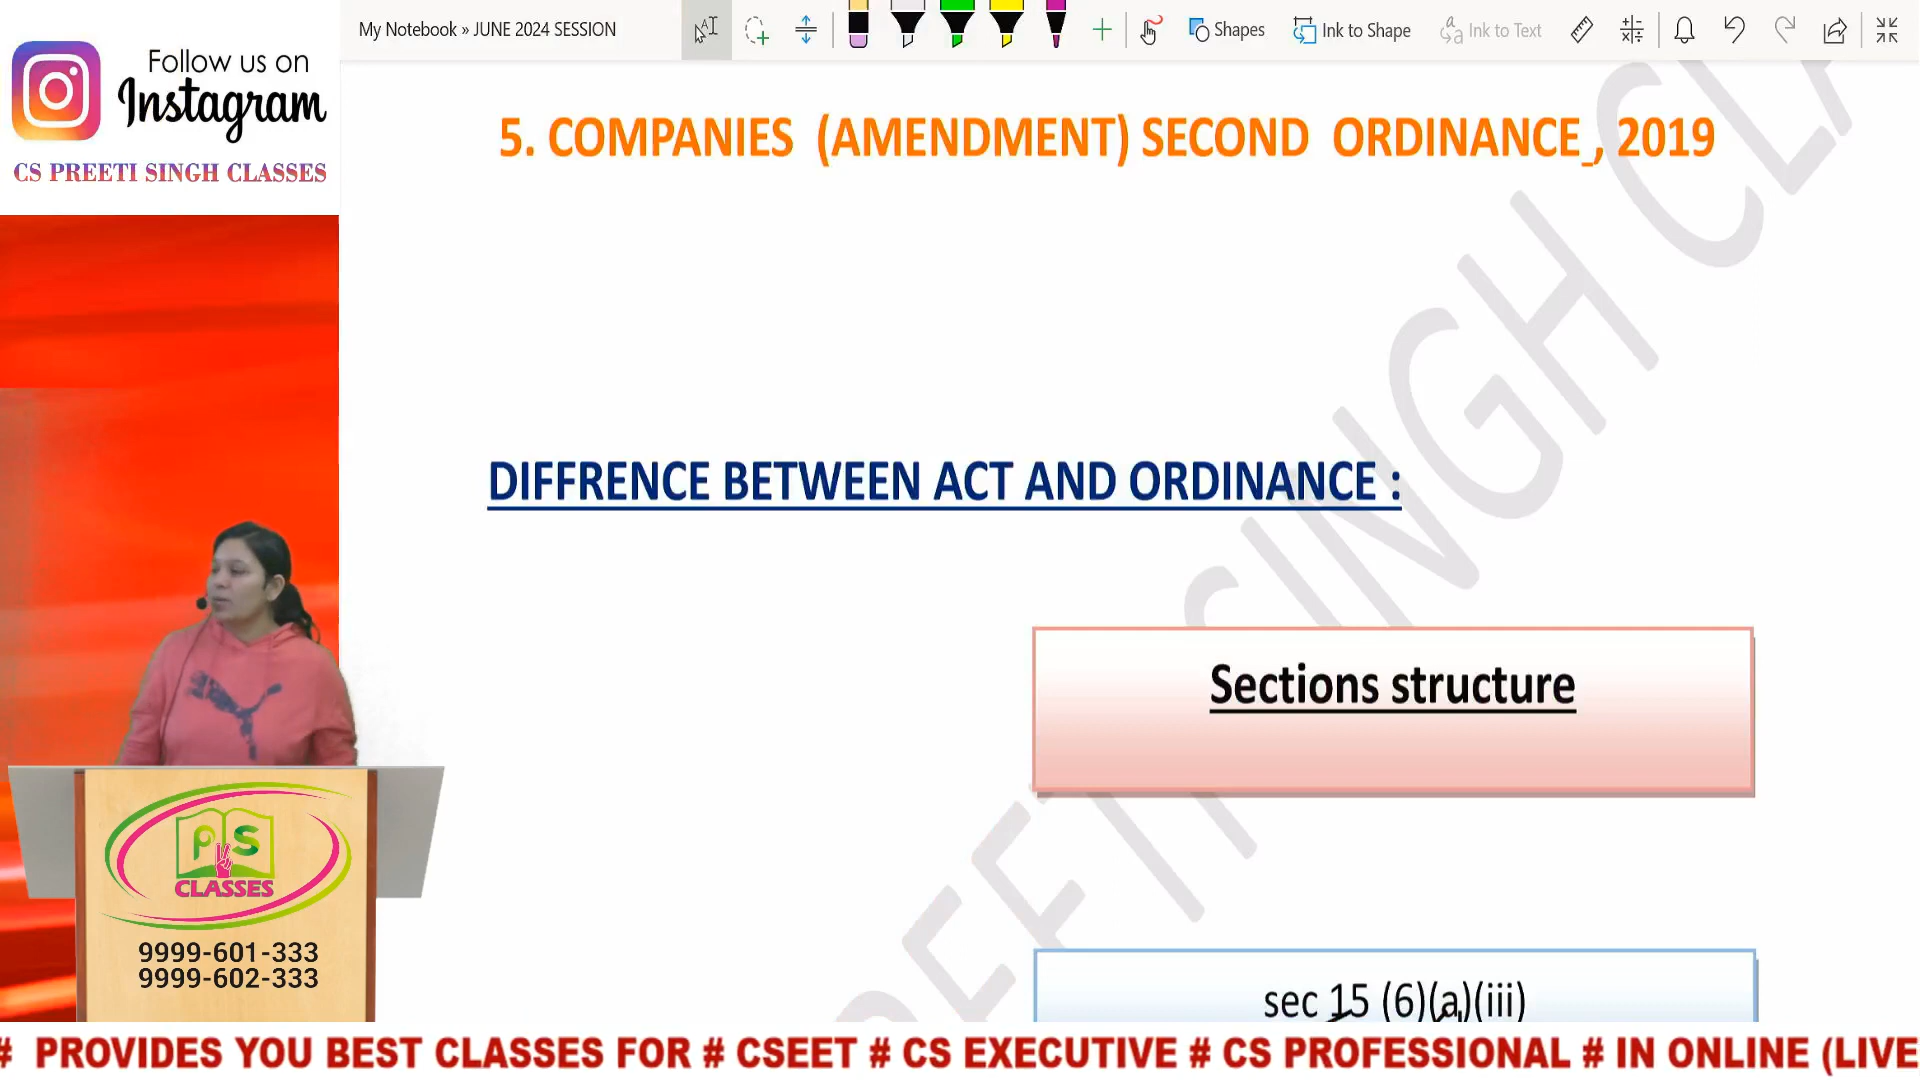 Follow us on
Instagram
CS PREETI SINGH CLASSES
My Notebook » JUNE 2024 SESSION
Shapes
Ink to Shape
Ink to Text
5. COMPANIES (AMENDMENT) SECOND ORDINANCE , 2019
DIFFRENCE BETWEEN ACT AND ORDINANCE :
Sections structure
sec 15 (6)(a)(iii)
PS
CLASSES
9999-601-333
9999-602-333
# PROVIDES YOU BEST CLASSES FOR # CSEET # CS EXECUTIVE # CS PROFESSIONAL # IN ONLINE (LIVE